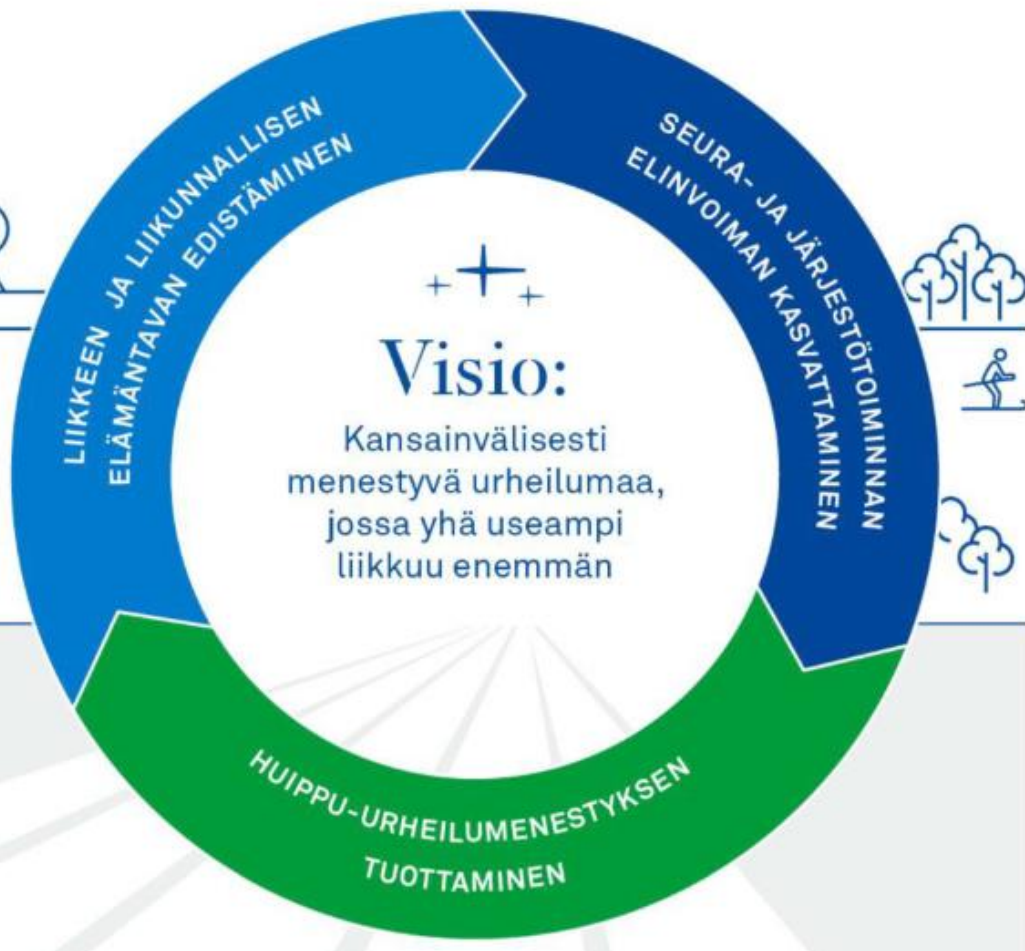 LIIKKEEN JA LIIKUNNALLISEN
ELÄMÄNTAVAN EDISTÄMINEN
SEURA- JA JÄRJESTÖTOIMINNAN
ELINVOIMAN KASVATTAMINEN
Visio:
Kansainvälisesti
menestyvä urheilumaa,
jossa yhä useampi
liikkuu enemmän
HUIPPU-URHEILUMENESTYKSEN
TUOTTAMINEN